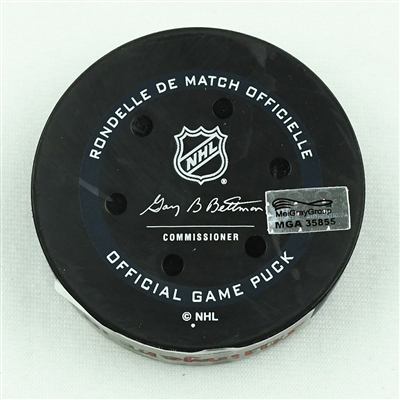 RONDELLE DE MATCH OFFICIELLE
NHL
®
Gary B Bettman
COMMISSIONER
MeiGrayGroup
MGA 35855
OFFICIAL GAME PUCK
© NHL